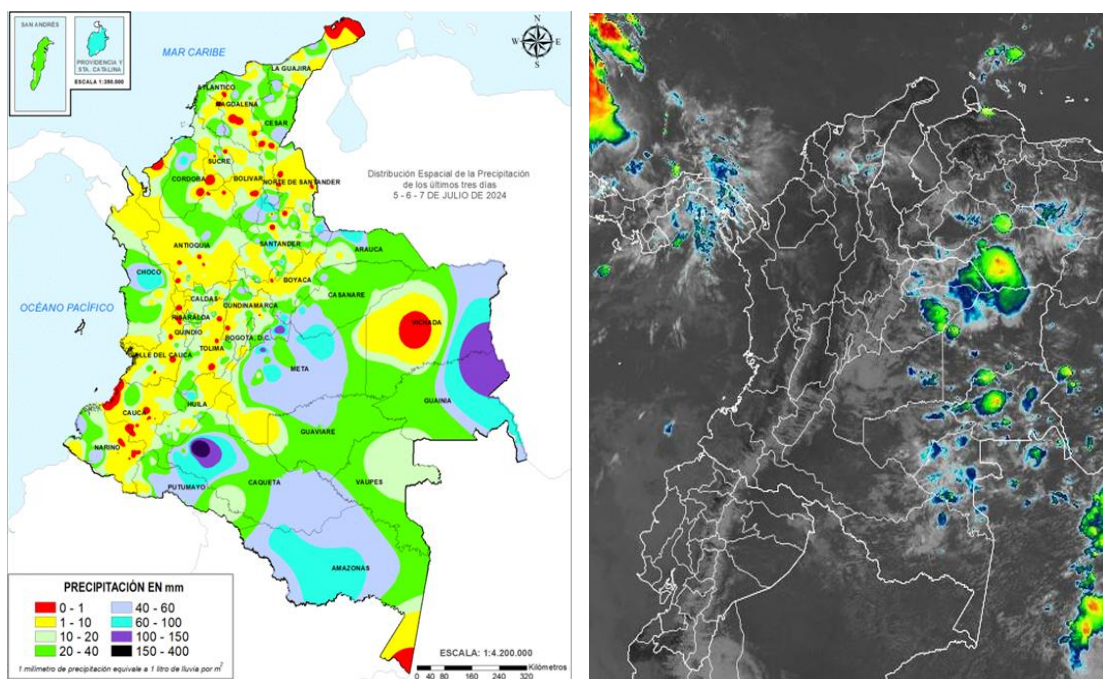 SAN ANDRÉS
PROVIDENCIA Y
STA. CATALINA
ESCALA 1:380.000
MAR CARIBE
N
W
E
S
LA GUAJIRA
ATLANTICO
MAGDALENA
CESAR
SUCRE
CORDOBA
BOLIVAR
NORTE DE SANTANDER
Distribución Espacial de la Precipitación
de los últimos tres días
5 - 6 - 7 DE JULIO DE 2024
ANTIOQUIA
SANTANDER
ARAUCA
CHOCO
BOYACA
OCÉANO PACÍFICO
CALDAS
CUNDINAMARCA
CASANARE
RISARALDA
VICHADA
QUINDIO
BOGOTA, D.C.
TOLIMA
VALLE DEL CAUCA
META
CAUCA
HUILA
GUAINIA
GUAVIARE
NARIÑO
PUTUMAYO
CAQUETA
VAUPES
AMAZONAS
PRECIPITACIÓN EN mm
0 - 1
40 - 60
1 - 10
60 - 100
10 - 20
100 - 150
20 - 40
150 - 400
1 milímetro de precipitación equivale a 1 litro de lluvia por m2
ESCALA: 1:4.200.000
Kilómetros
0 40 80 160 240 320